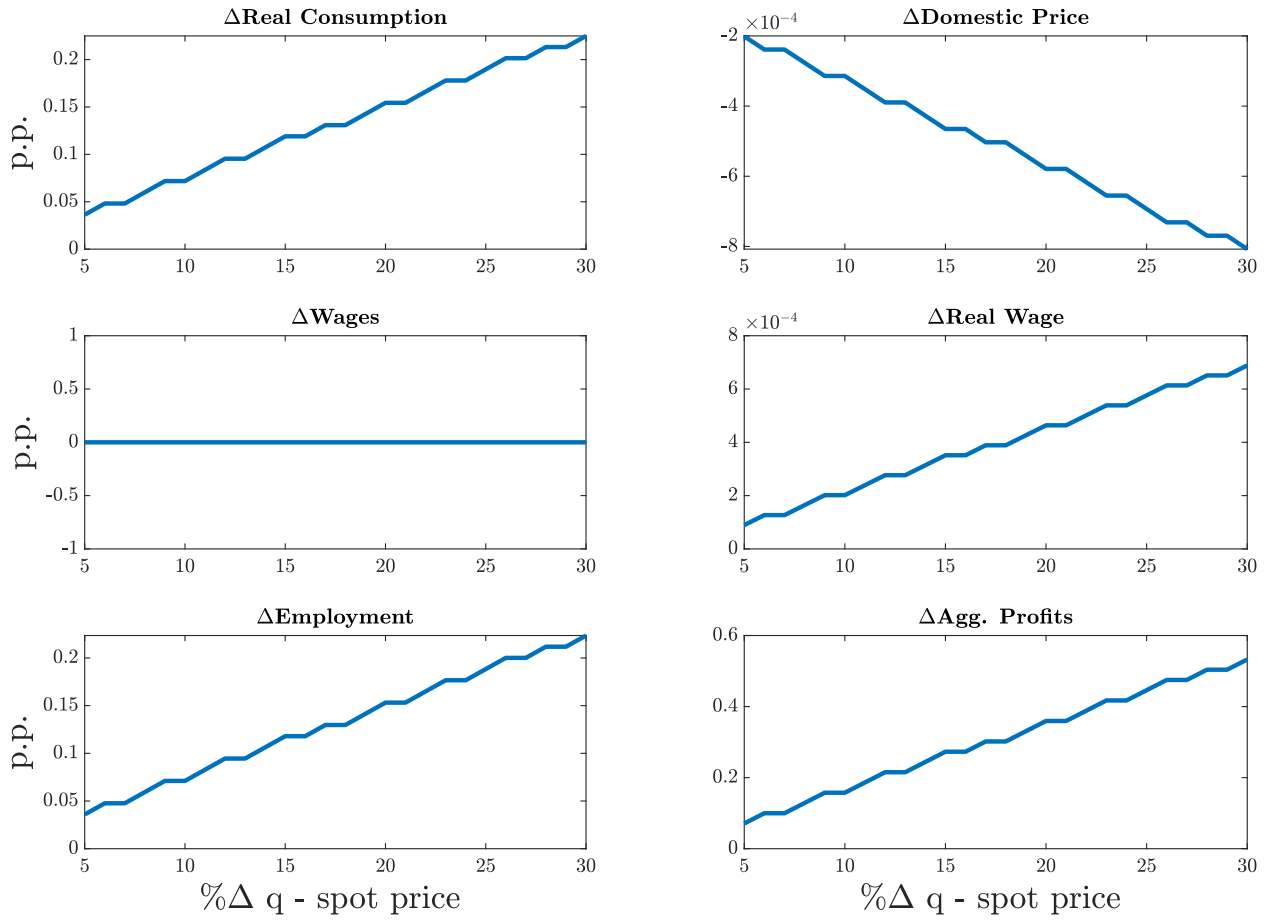 ΔReal Consumption
p.p.
0.2
0.15
0.1
0.05
0
5 10 15 20 25 30
ΔDomestic Price
×10⁻⁴
-2
-4
-6
-8
5 10 15 20 25 30
ΔWages
p.p.
1
0.5
0
-0.5
-1
5 10 15 20 25 30
ΔReal Wage
×10⁻⁴
8
6
4
2
0
5 10 15 20 25 30
ΔEmployment
p.p.
0.2
0.15
0.1
0.05
0
5 10 15 20 25 30
%Δ q - spot price
ΔAgg. Profits
0.6
0.4
0.2
0
5 10 15 20 25 30
%Δ q - spot price